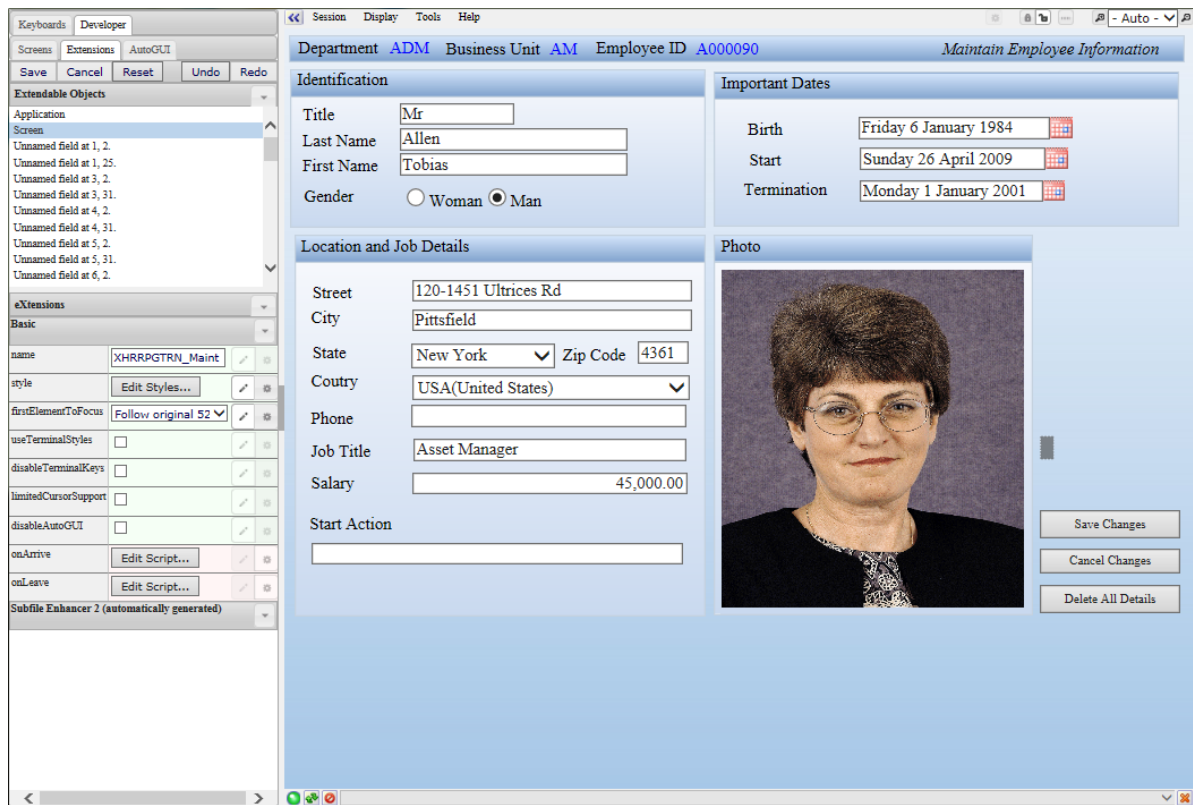 Keyboards Developer
Screens Extensions AutoGUI
Save Cancel Reset Undo Redo
Extendable Objects
Application
Screen
Unnamed field at 1, 2.
Unnamed field at 1, 25.
Unnamed field at 3, 2.
Unnamed field at 3, 31.
Unnamed field at 4, 2.
Unnamed field at 4, 31.
Unnamed field at 5, 2.
Unnamed field at 5, 31.
Unnamed field at 6, 2.
eXtensions
Basic
name XHRRPGTRN_Maint
style Edit Styles...
firstElementToFocus Follow original 52
useTerminalStyles
disableTerminalKeys
limitedCursorSupport
disableAutoGUI
onArrive Edit Script...
onLeave Edit Script...
Subfile Enhancer 2 (automatically generated)
Session Display Tools Help
- Auto -
Department ADM Business Unit AM Employee ID A000090 Maintain Employee Information
Identification
Title Mr
Last Name Allen
First Name Tobias
Gender Woman Man
Important Dates
Birth Friday 6 January 1984
Start Sunday 26 April 2009
Termination Monday 1 January 2001
Location and Job Details
Street 120-1451 Ultrices Rd
City Pittsfield
State New York Zip Code 4361
Coutry USA(United States)
Phone
Job Title Asset Manager
Salary 45,000.00
Start Action
Photo
Save Changes
Cancel Changes
Delete All Details